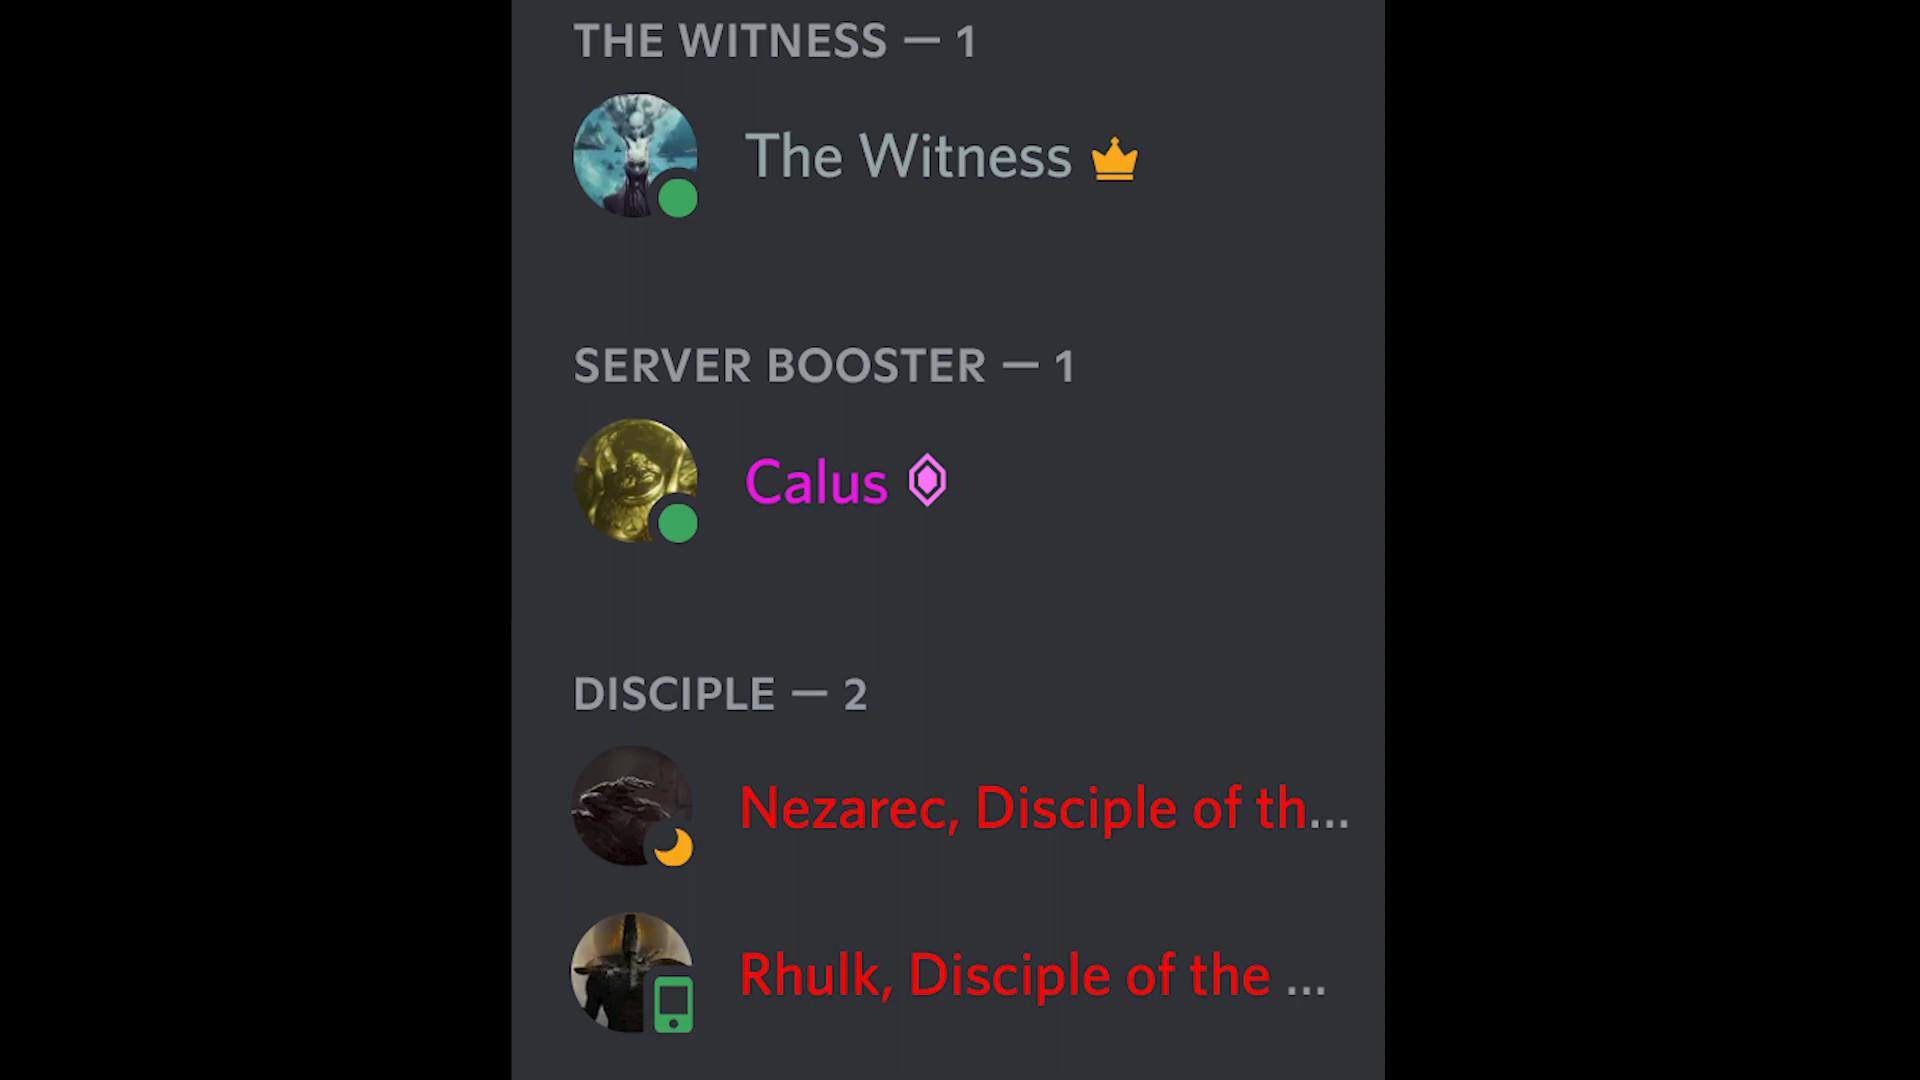 THE WITNESS — 1
The Witness
SERVER BOOSTER — 1
Calus
DISCIPLE — 2
Nezarec, Disciple of th...
Rhulk, Disciple of the ...